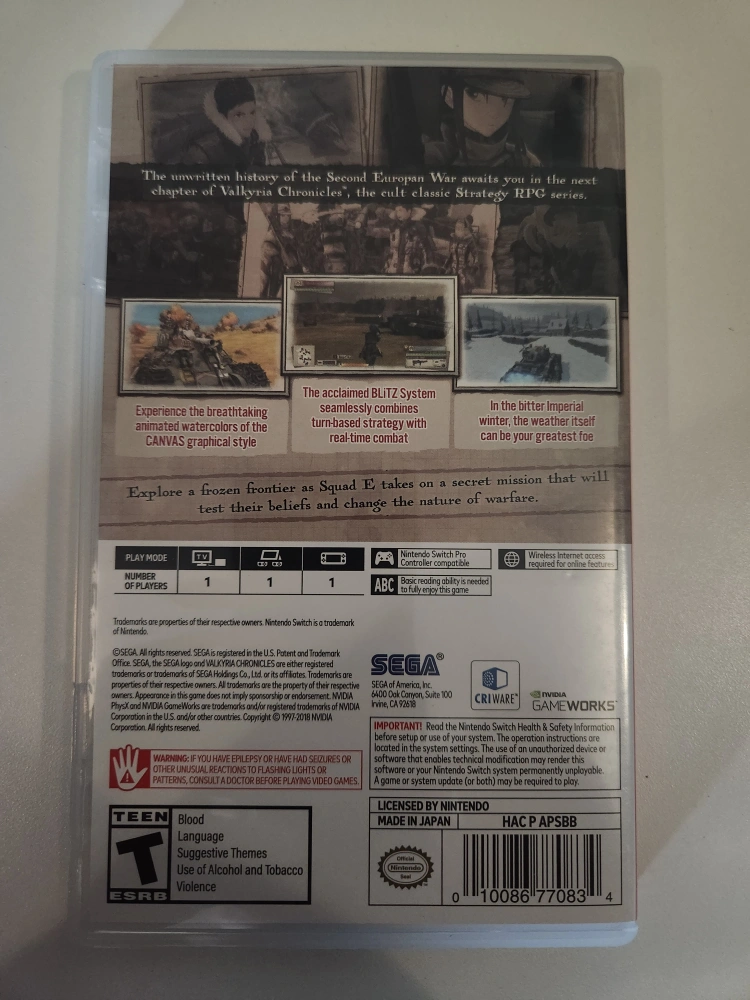 The unwritten history of the Second Europan War awaits you in the next
chapter of Valkyria Chronicles®, the cult classic Strategy RPG series.
Experience the breathtaking
animated watercolors of the
CANVAS graphical style
The acclaimed BLiTZ System
seamlessly combines
turn-based strategy with
real-time combat
In the bitter Imperial
winter, the weather itself
can be your greatest foe
Explore a frozen frontier as Squad E takes on a secret mission that will
test their beliefs and change the nature of warfare.
PLAY MODE
TV
NUMBER
OF PLAYERS
1
1
1
Nintendo Switch Pro
Controller compatible
Wireless Internet access
required for online features
ABC
Basic reading ability is needed
to fully enjoy this game
Trademarks are properties of their respective owners. Nintendo Switch is a trademark
of Nintendo.
©SEGA. All rights reserved. SEGA is registered in the U.S. Patent and Trademark
Office. SEGA, the SEGA logo and VALKYRIA CHRONICLES are either registered
trademarks or trademarks of SEGA Holdings Co., Ltd. or its affiliates. Trademarks are
properties of their respective owners. All trademarks are the property of their respective
owners. Appearance in this game does not imply sponsorship or endorsement. NVIDIA
PhysX and NVIDIA GameWorks are trademarks and/or registered trademarks of NVIDIA
Corporation in the U.S. and/or other countries. Copyright © 1997-2018 NVIDIA
Corporation. All rights reserved.
SEGA®
SEGA of America, Inc.
6400 Oak Canyon, Suite 100
Irvine, CA 92618
CRIWARE™
NVIDIA
GAMEWORKS™
WARNING: IF YOU HAVE EPILEPSY OR HAVE HAD SEIZURES OR
OTHER UNUSUAL REACTIONS TO FLASHING LIGHTS OR
PATTERNS, CONSULT A DOCTOR BEFORE PLAYING VIDEO GAMES.
IMPORTANT! Read the Nintendo Switch Health & Safety Information
before setup or use of your system. The operation instructions are
located in the system settings. The use of an unauthorized device or
software that enables technical modification may render this
software or your Nintendo Switch system permanently unplayable.
A game or system update (or both) may be required to play.
TEEN
T
ESRB
Blood
Language
Suggestive Themes
Use of Alcohol and Tobacco
Violence
LICENSED BY NINTENDO
MADE IN JAPAN
HAC P APSBB
Official
Nintendo
Seal
0 10086 77083 4